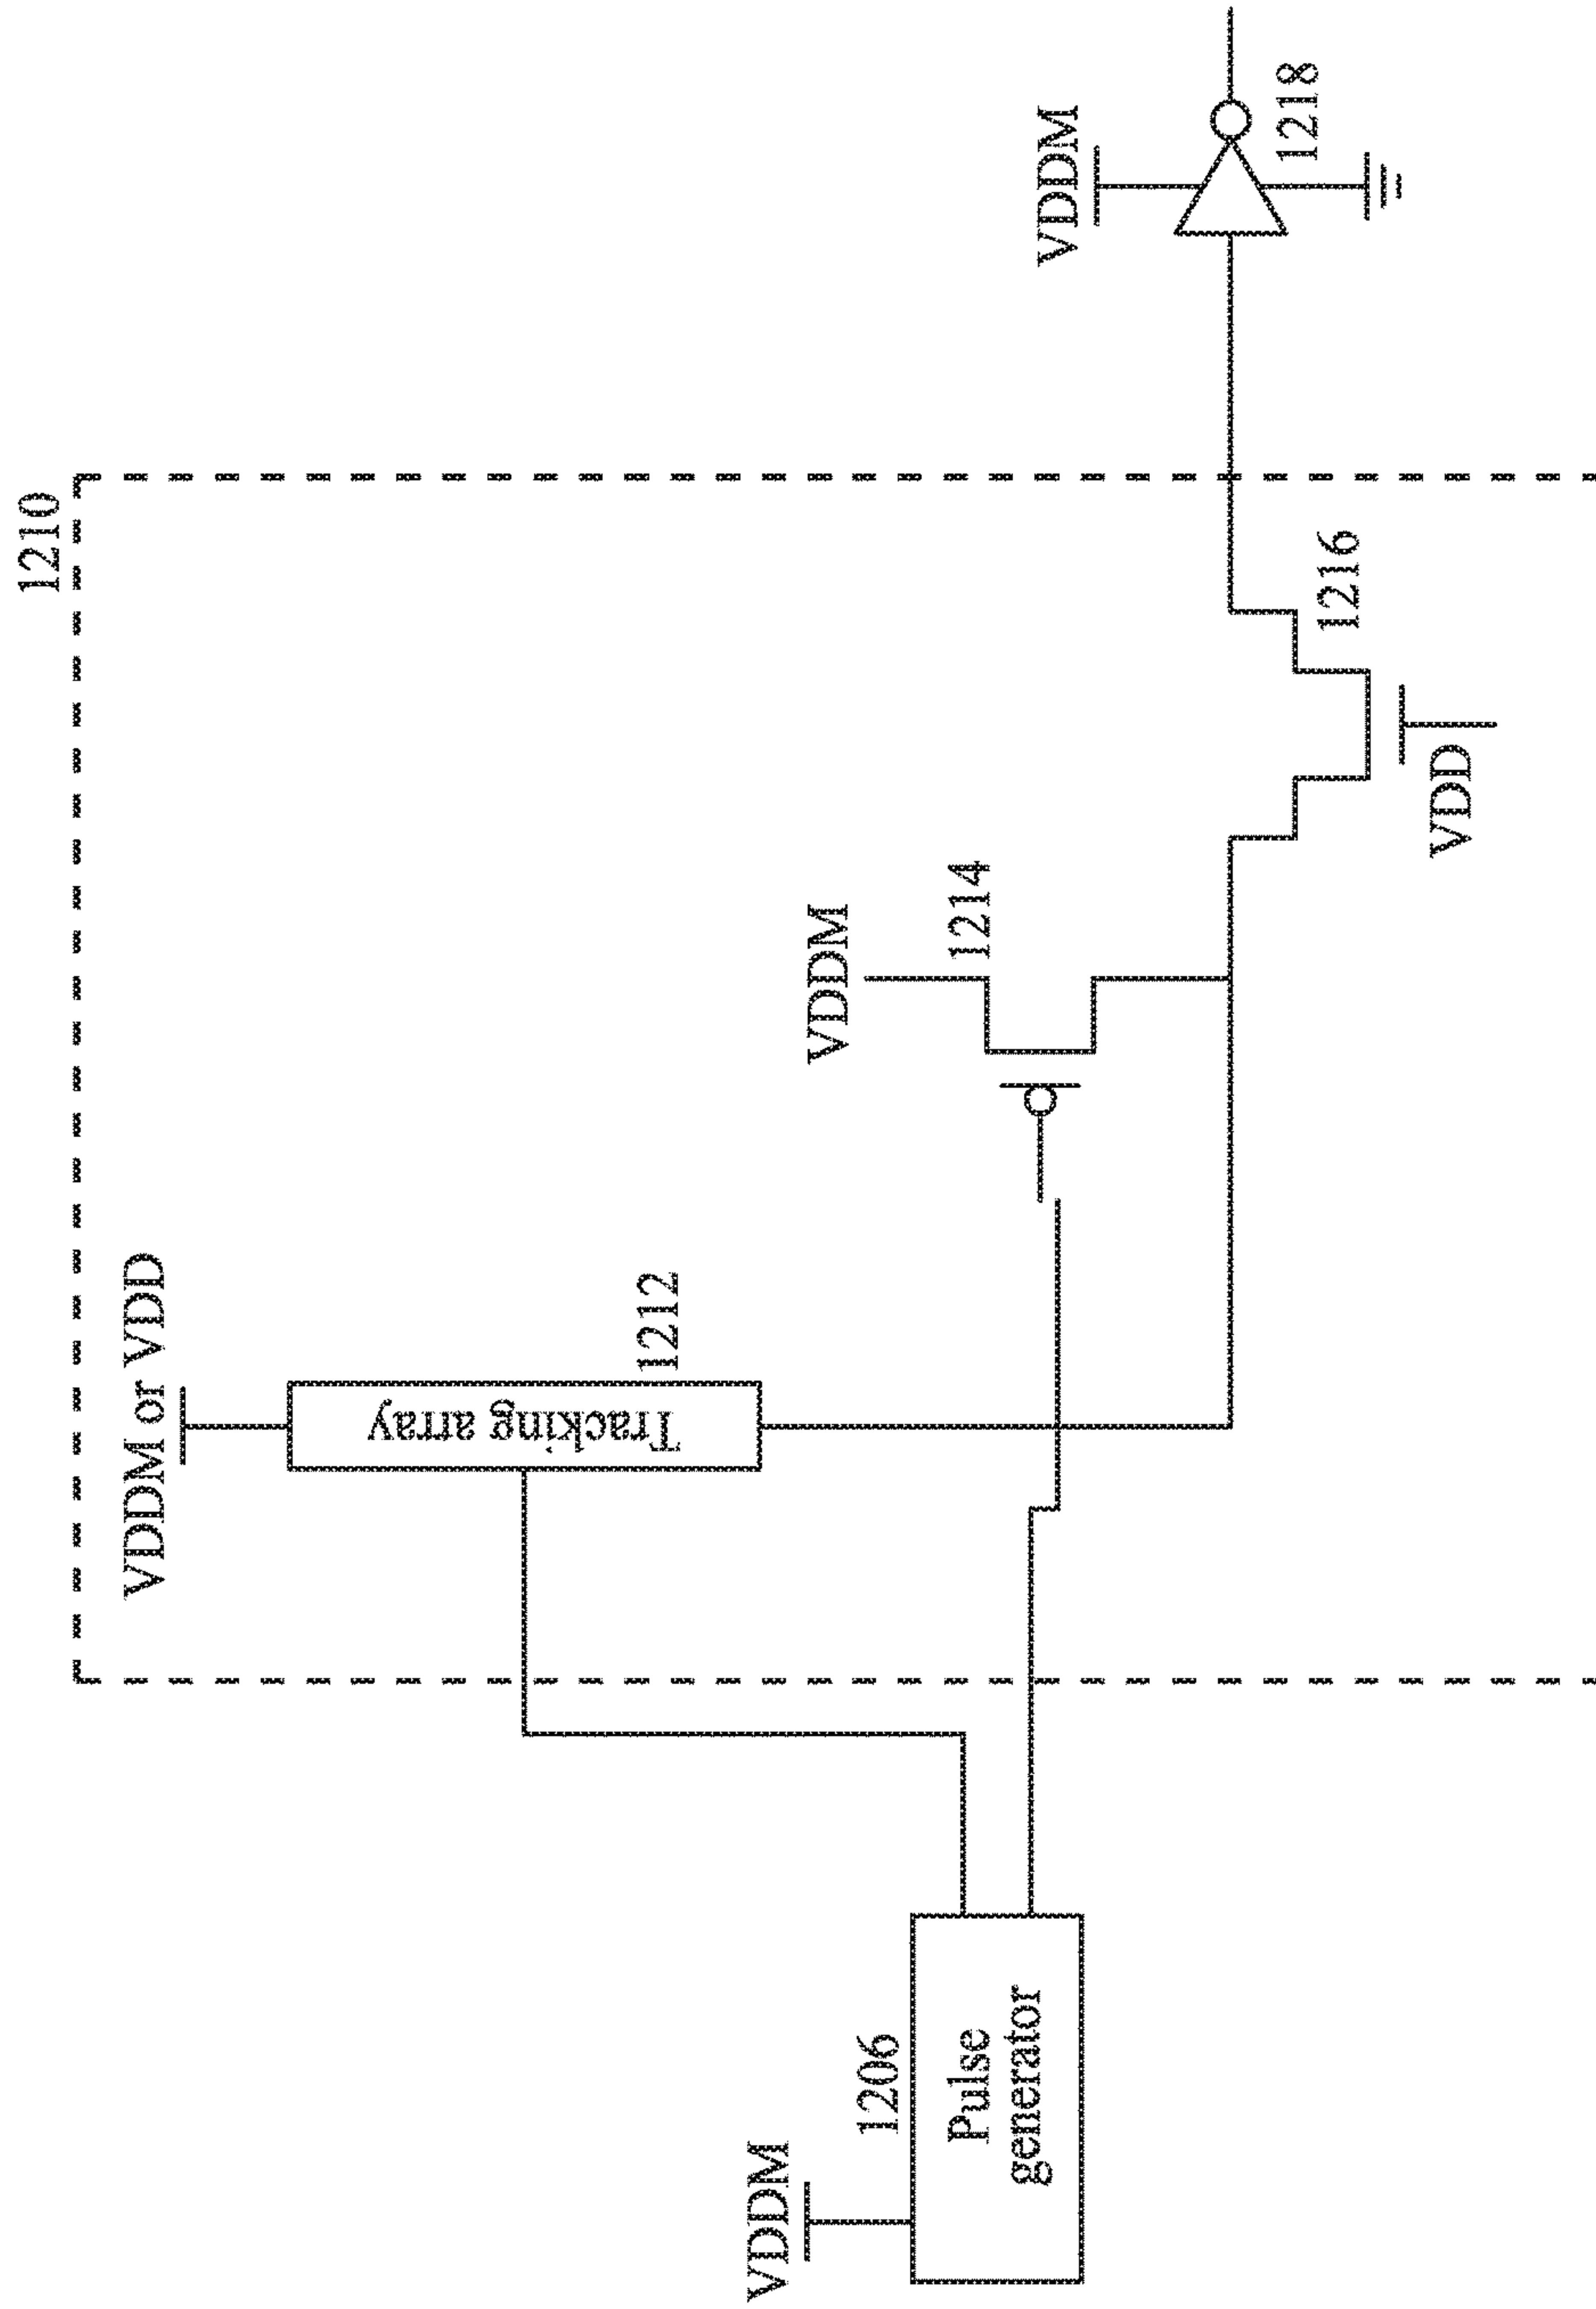 1210
VDDM or VDD
Tracking array
1212
VDDM
1214
1216
VDD
VDDM
1218
VDDM
1206
Pulse
generator